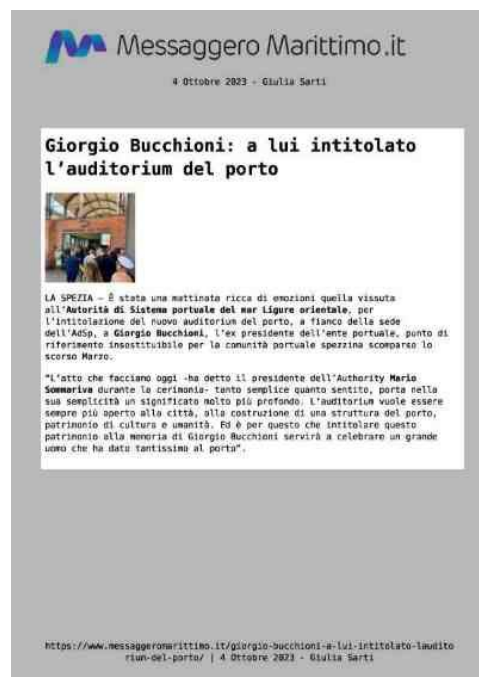 Messaggero Marittimo.it
4 Ottobre 2023 - Giulia Sarti
Giorgio Bucchioni: a lui intitolato
l'auditorium del porto
LA SPEZIA – È stata una mattinata ricca di emozioni quella vissuta
all'Autorità di Sistema portuale del mar Ligure orientale, per
l'intitolazione del nuovo auditorium del porto, a fianco della sede
dell'AdSp, a Giorgio Bucchioni, l'ex presidente dell'ente portuale, punto di
riferimento insostituibile per la comunità portuale spezzina scomparso lo
scorso Marzo.
"L'atto che facciamo oggi -ha detto il presidente dell'Authority Mario
Sommariva durante la cerimonia- tanto semplice quanto sentito, porta nella
sua semplicità un significato molto più profondo. L'auditorium vuole essere
sempre più aperto alla città, alla costruzione di una struttura del porto,
patrimonio di cultura e umanità. Ed è per questo che intitolare questo
patrimonio alla memoria di Giorgio Bucchioni servirà a celebrare un grande
uomo che ha dato tantissimo al porto".
https://www.messaggeromarittimo.it/giorgio-bucchioni-a-lui-intitolato-laudito
rium-del-porto/ | 4 Ottobre 2023 - Giulia Sarti